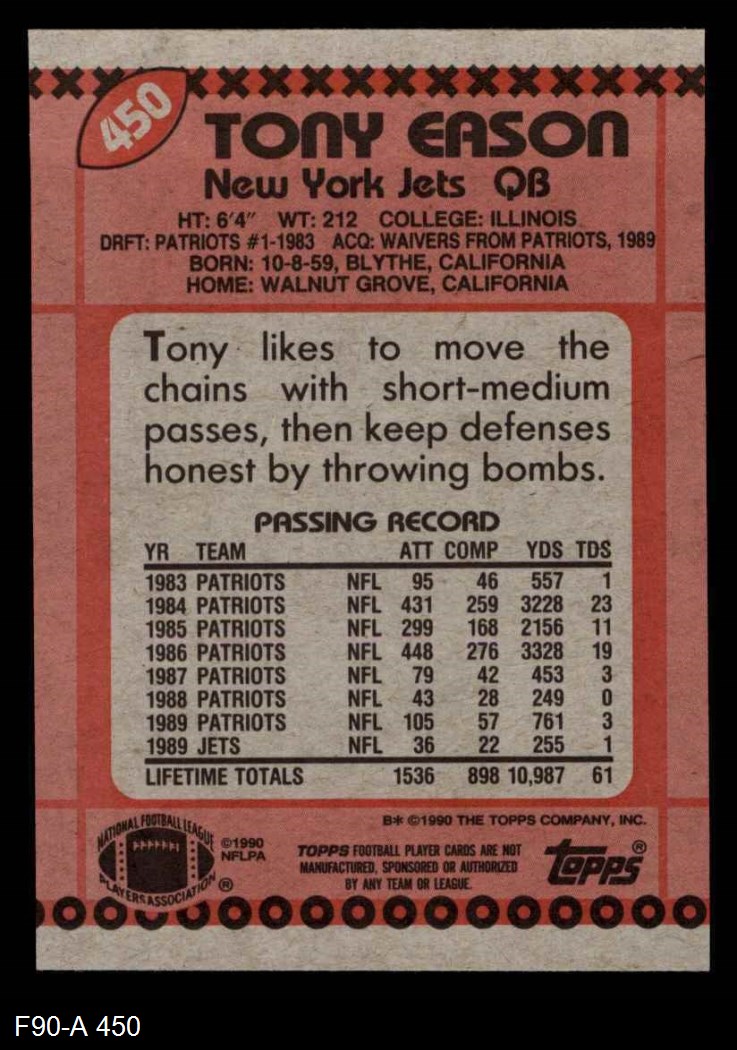 450
TONY EASON
New York Jets QB
HT: 6'4" WT: 212 COLLEGE: ILLINOIS
DRFT: PATRIOTS #1-1983 ACQ: WAIVERS FROM PATRIOTS, 1989
BORN: 10-8-59, BLYTHE, CALIFORNIA
HOME: WALNUT GROVE, CALIFORNIA
Tony likes to move the
chains with short-medium
passes, then keep defenses
honest by throwing bombs.
PASSING RECORD
YR TEAM ATT COMP YDS TDS
1983 PATRIOTS NFL 95 46 557 1
1984 PATRIOTS NFL 431 259 3228 23
1985 PATRIOTS NFL 299 168 2156 11
1986 PATRIOTS NFL 448 276 3328 19
1987 PATRIOTS NFL 79 42 453 3
1988 PATRIOTS NFL 43 28 249 0
1989 PATRIOTS NFL 105 57 761 3
1989 JETS NFL 36 22 255 1
LIFETIME TOTALS 1536 898 10,987 61
B* ©1990 THE TOPPS COMPANY, INC.
NATIONAL FOOTBALL LEAGUE
PLAYERS ASSOCIATION ®
©1990
NFLPA
TOPPS FOOTBALL PLAYER CARDS ARE NOT
MANUFACTURED, SPONSORED OR AUTHORIZED
BY ANY TEAM OR LEAGUE.
topps ®
F90-A 450